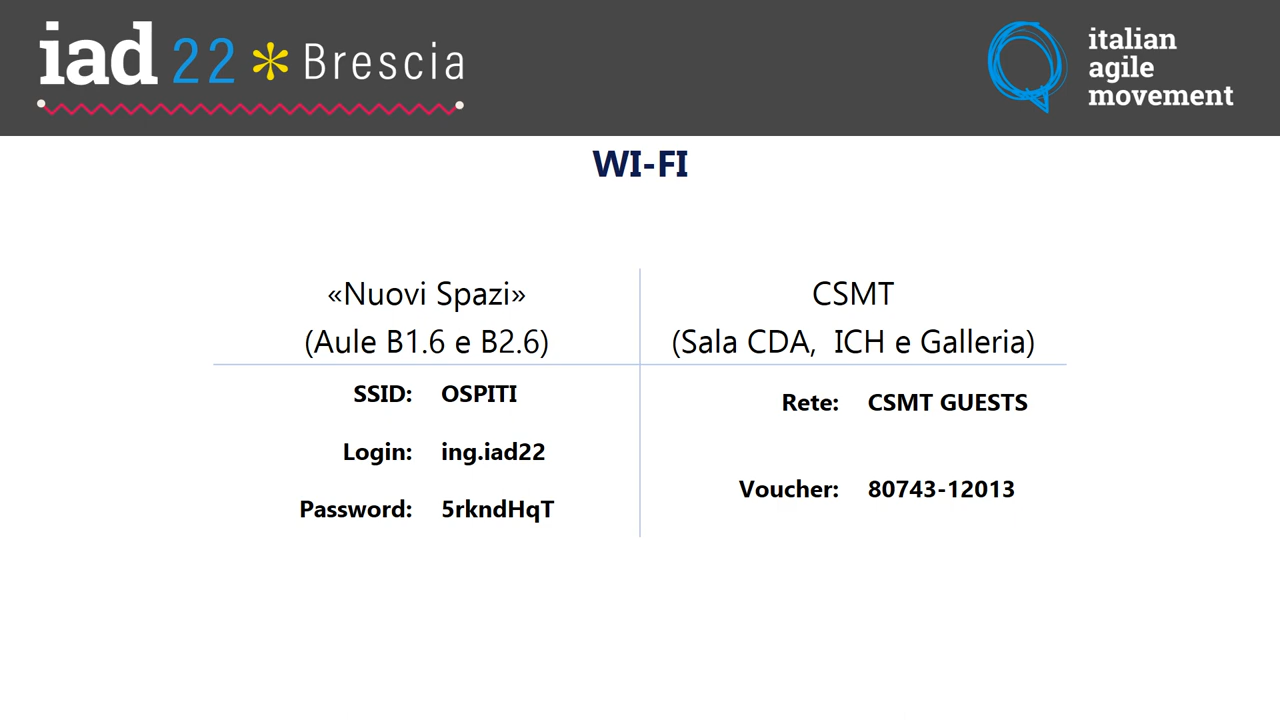 iad 22 * Brescia
italian
agile
movement
WI-FI
«Nuovi Spazi»
(Aule B1.6 e B2.6)
SSID: OSPITI
Login: ing.iad22
Password: 5rkndHqT
CSMT
(Sala CDA, ICH e Galleria)
Rete: CSMT GUESTS
Voucher: 80743-12013